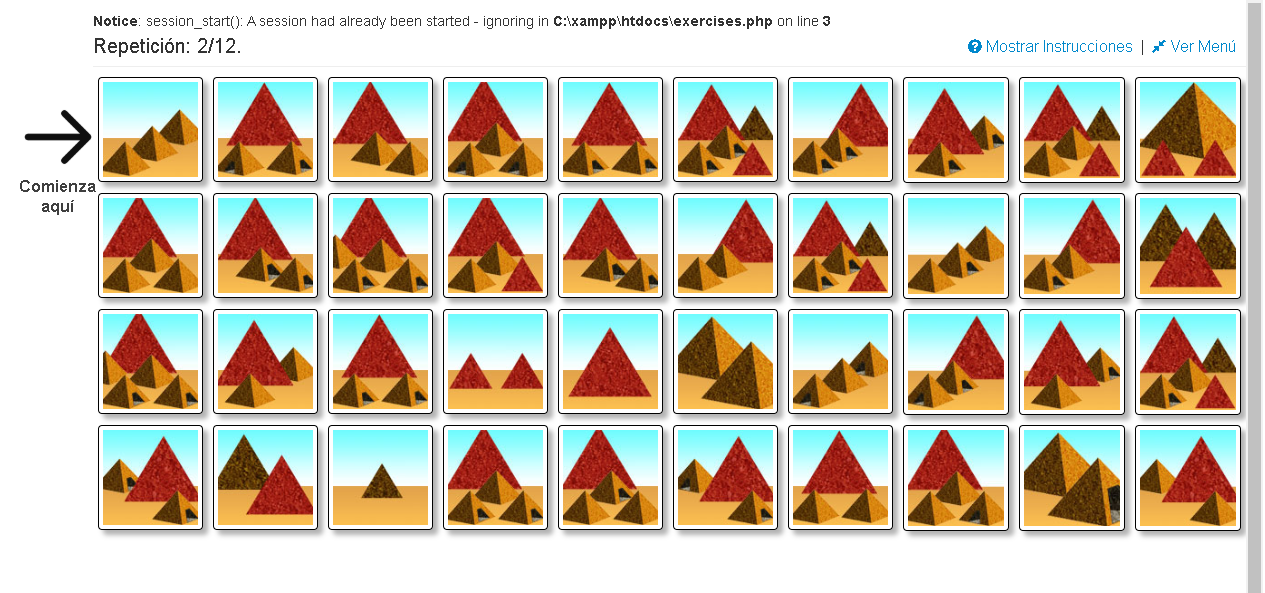 Notice: session_start(): A session had already been started - ignoring in C:\xampp\htdocs\exercises.php on line 3
Repetición: 2/12.
Mostrar Instrucciones | Ver Menú
Comienza
aquí